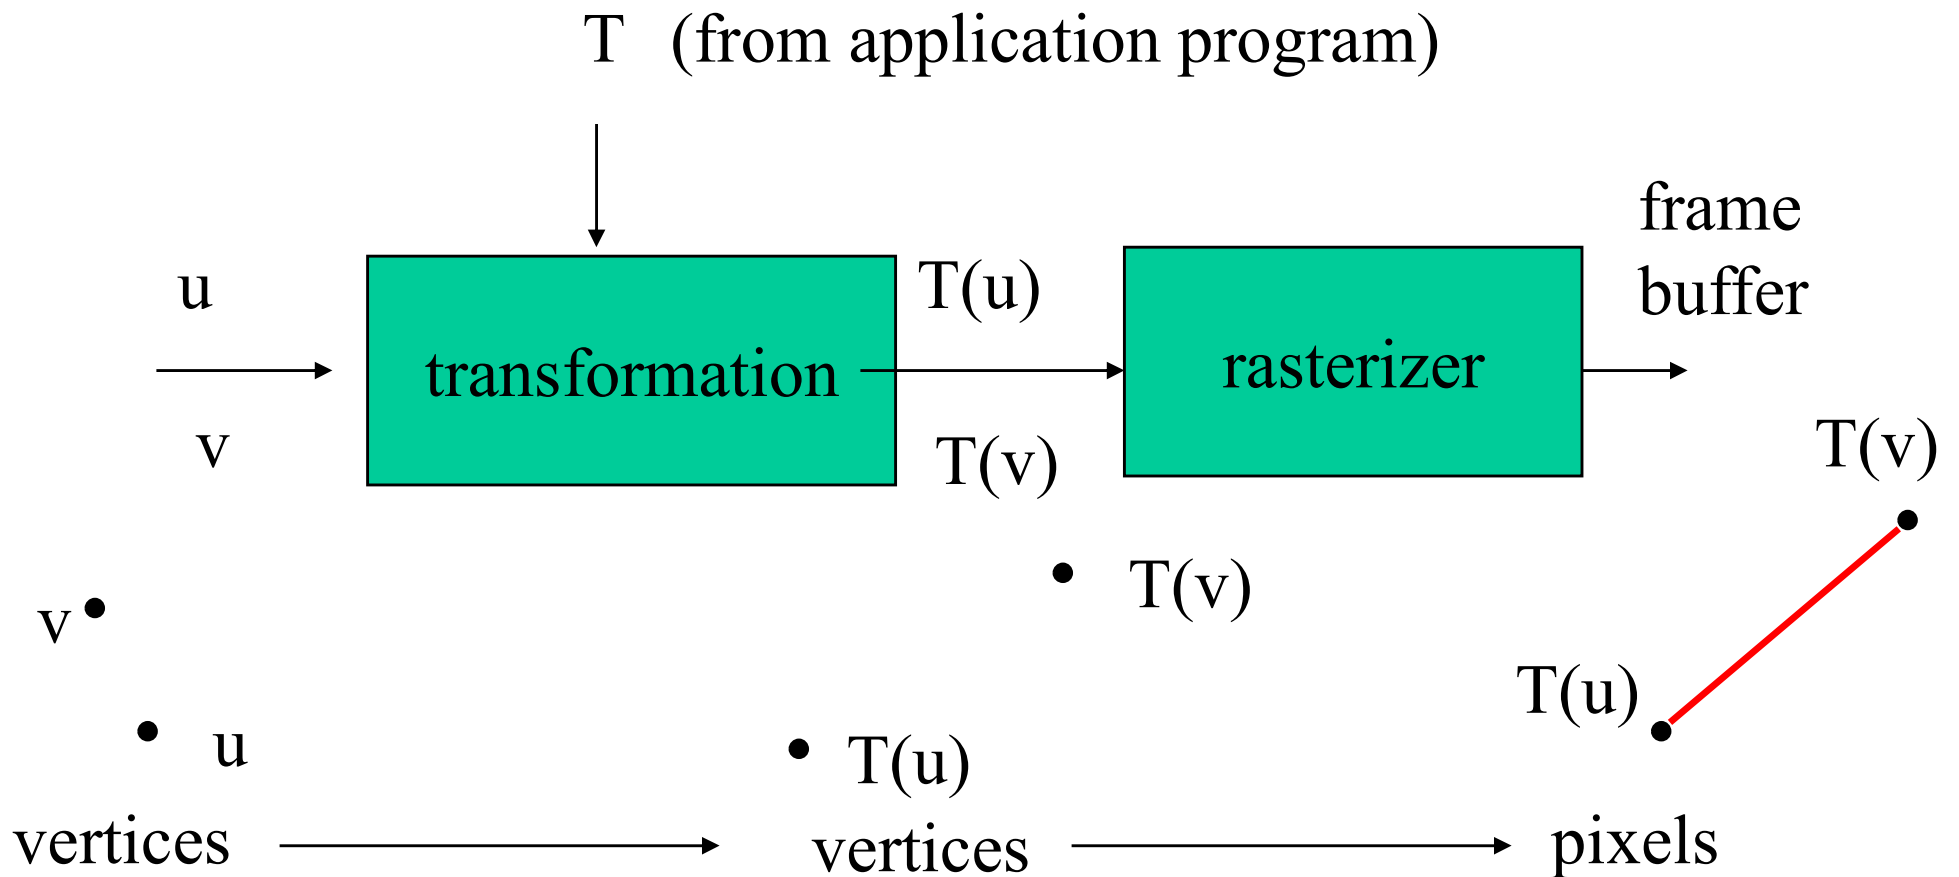 T (from application program)
frame
buffer
u
T(u)
transformation
rasterizer
v
T(v)
T(v)
T(v)
v
T(u)
u
T(u)
vertices
vertices
pixels